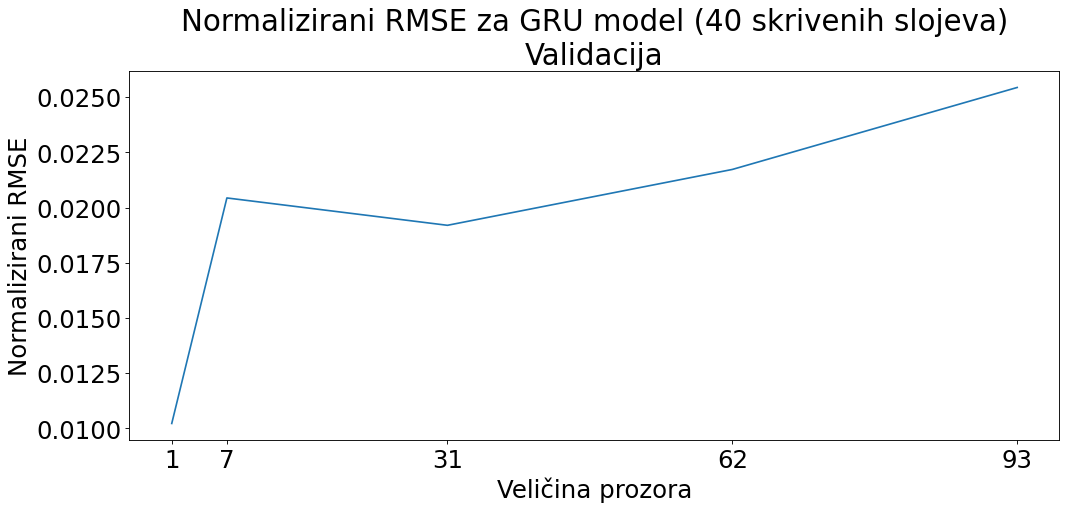 Normalizirani RMSE za GRU model (40 skrivenih slojeva)
Validacija
Normalizirani RMSE
0.0250
0.0225
0.0200
0.0175
0.0150
0.0125
0.0100
1 7 31 62 93
Veličina prozora